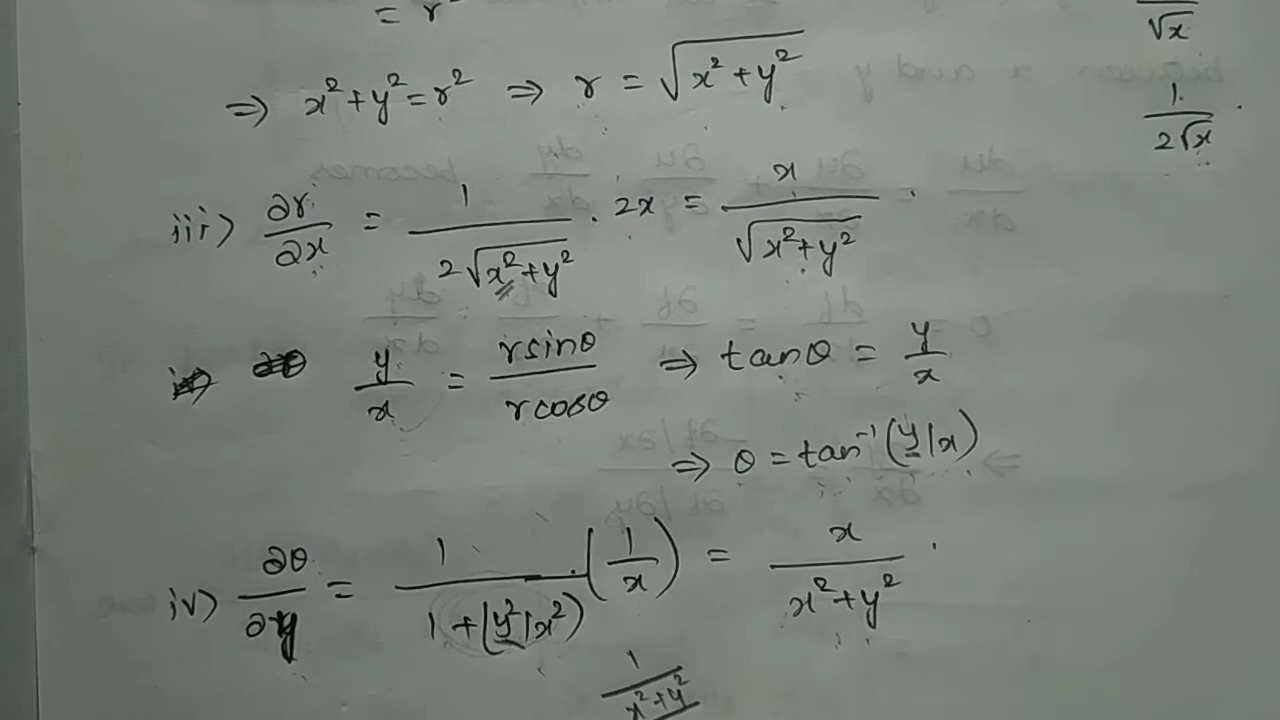 = r²
√x
⇒ x² + y² = r² ⇒ r = √(x² + y²)
1 / 2√x
iii) ∂r/∂x = 1 / 2√(x² + y²) . 2x = x / √(x² + y²) .
y/x = r sinθ / r cosθ ⇒ tanθ = y/x
⇒ θ = tan⁻¹(y/x)
iv) ∂θ/∂y = 1 / 1 + (y²/x²) . (1/x) = x / x² + y² .
1 / x² + y²